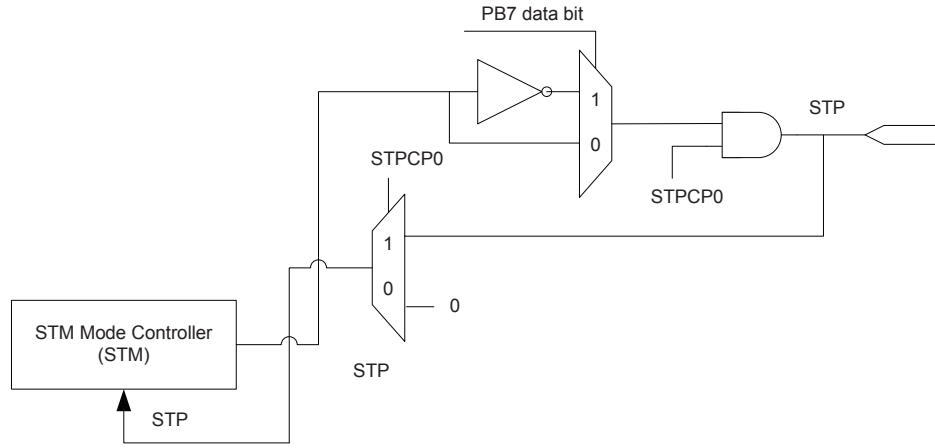 PB7 data bit
1
0
STP
STPCP0
STPCP0
1
0
0
STM Mode Controller
(STM)
STP
STP